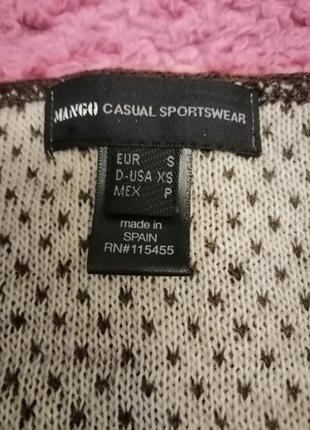 MANGO CASUAL SPORTSWEAR
EUR S
D-USA XS
MEX P
made in
SPAIN
RN#115455